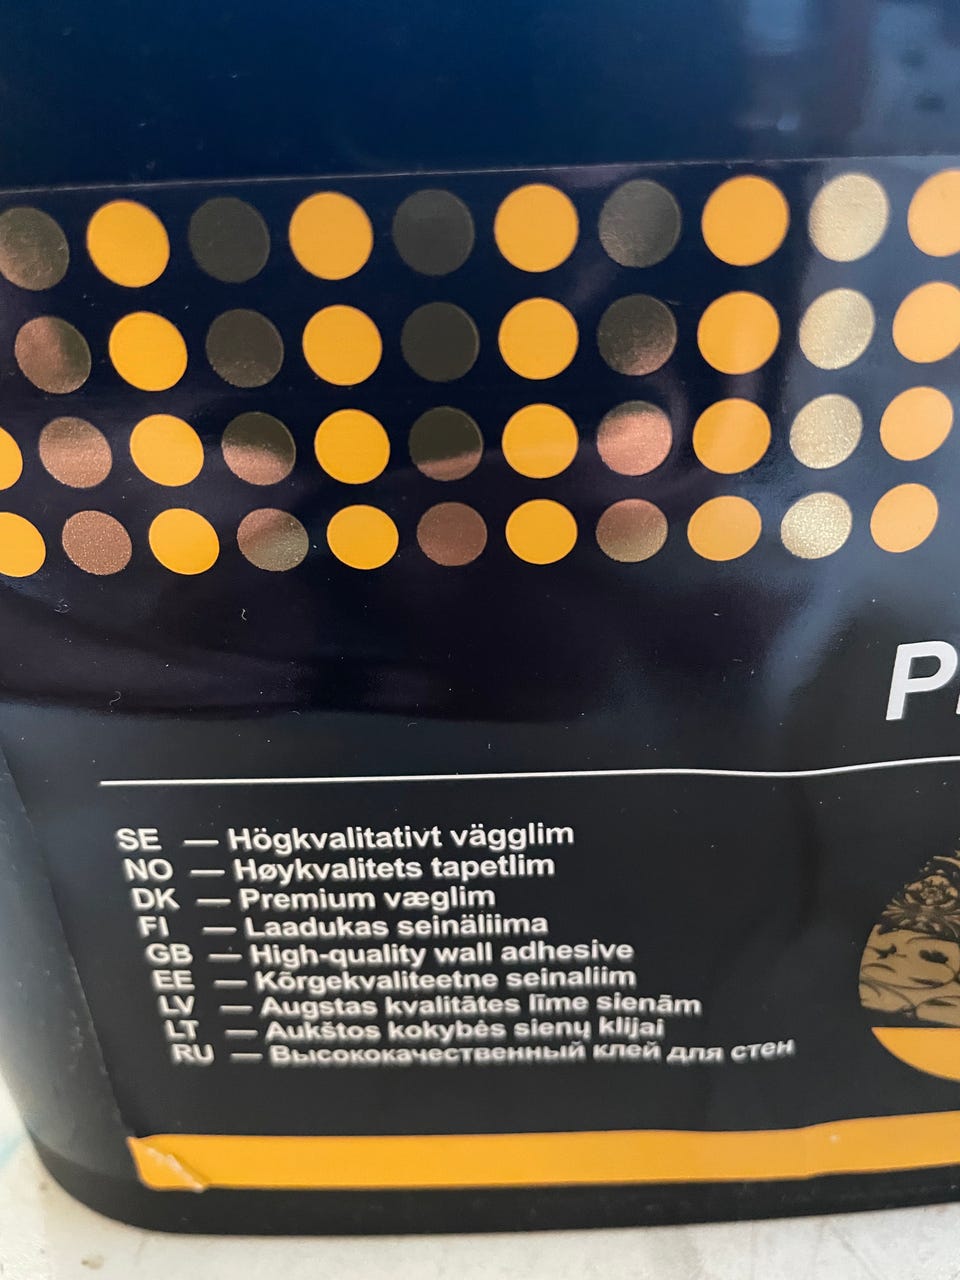 SE — Högkvalitativt vägglim
NO — Høykvalitets tapetlim
DK — Premium væglim
FI — Laadukas seinäliima
GB — High-quality wall adhesive
EE — Kõrgekvaliteetne seinaliim
LV — Augstas kvalitātes līme sienām
LT — Aukštos kokybės sienų klijai
RU — Высококачественный клей для стен